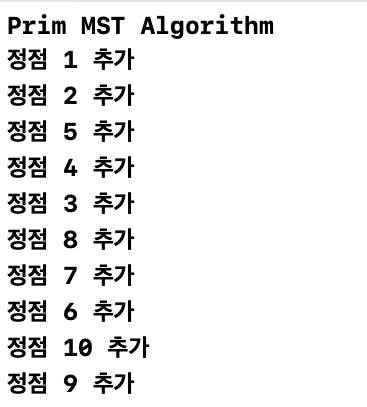 Prim MST Algorithm
정점 1 추가
정점 2 추가
정점 5 추가
정점 4 추가
정점 3 추가
정점 8 추가
정점 7 추가
정점 6 추가
정점 10 추가
정점 9 추가